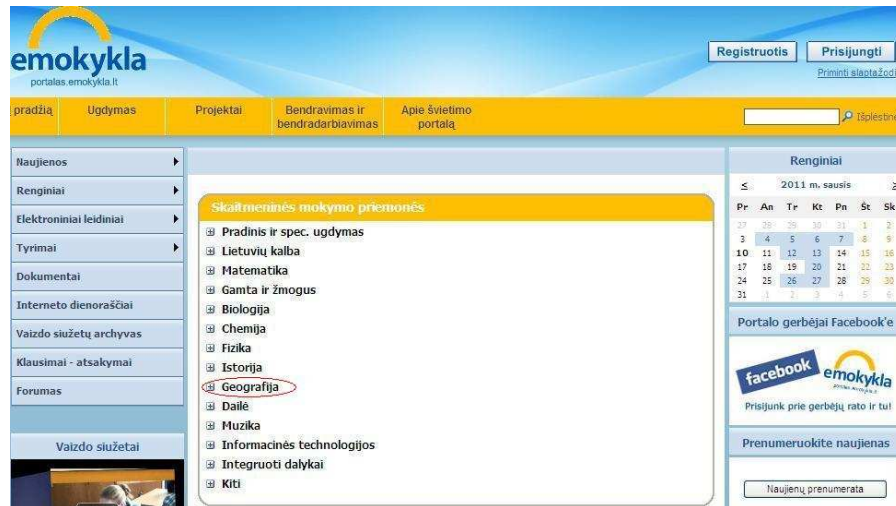 emokykla
portalas.emokykla.lt
Registruotis
Prisijungti
Priminti slaptažodį
pradžią
Ugdymas
Projektai
Bendravimas ir
bendradarbiavimas
Apie švietimo
portalą
Išplėstinė
Naujienos
Renginiai
Elektroniniai leidiniai
Tyrimai
Dokumentai
Interneto dienoraščiai
Vaizdo siužetų archyvas
Klausimai - atsakymai
Forumas
Vaizdo siužetai
Skaitmeninės mokymo priemonės
Pradinis ir spec. ugdymas
Lietuvių kalba
Matematika
Gamta ir žmogus
Biologija
Chemija
Fizika
Istorija
Geografija
Dailė
Muzika
Informacinės technologijos
Integruoti dalykai
Kiti
Renginiai
< 2011 m. sausis >
Pr An Tr Kt Pn Št Sk
27 28 29 30 31 1 2
3 4 5 6 7 8 9
10 11 12 13 14 15 16
17 18 19 20 21 22 23
24 25 26 27 28 29 30
31 1 2 3 4 5 6
Portalo gerbėjai Facebook'e
facebook
emokykla
Prisijunk prie gerbėjų rato ir tu!
Prenumeruokite naujienas
Naujienų prenumerata